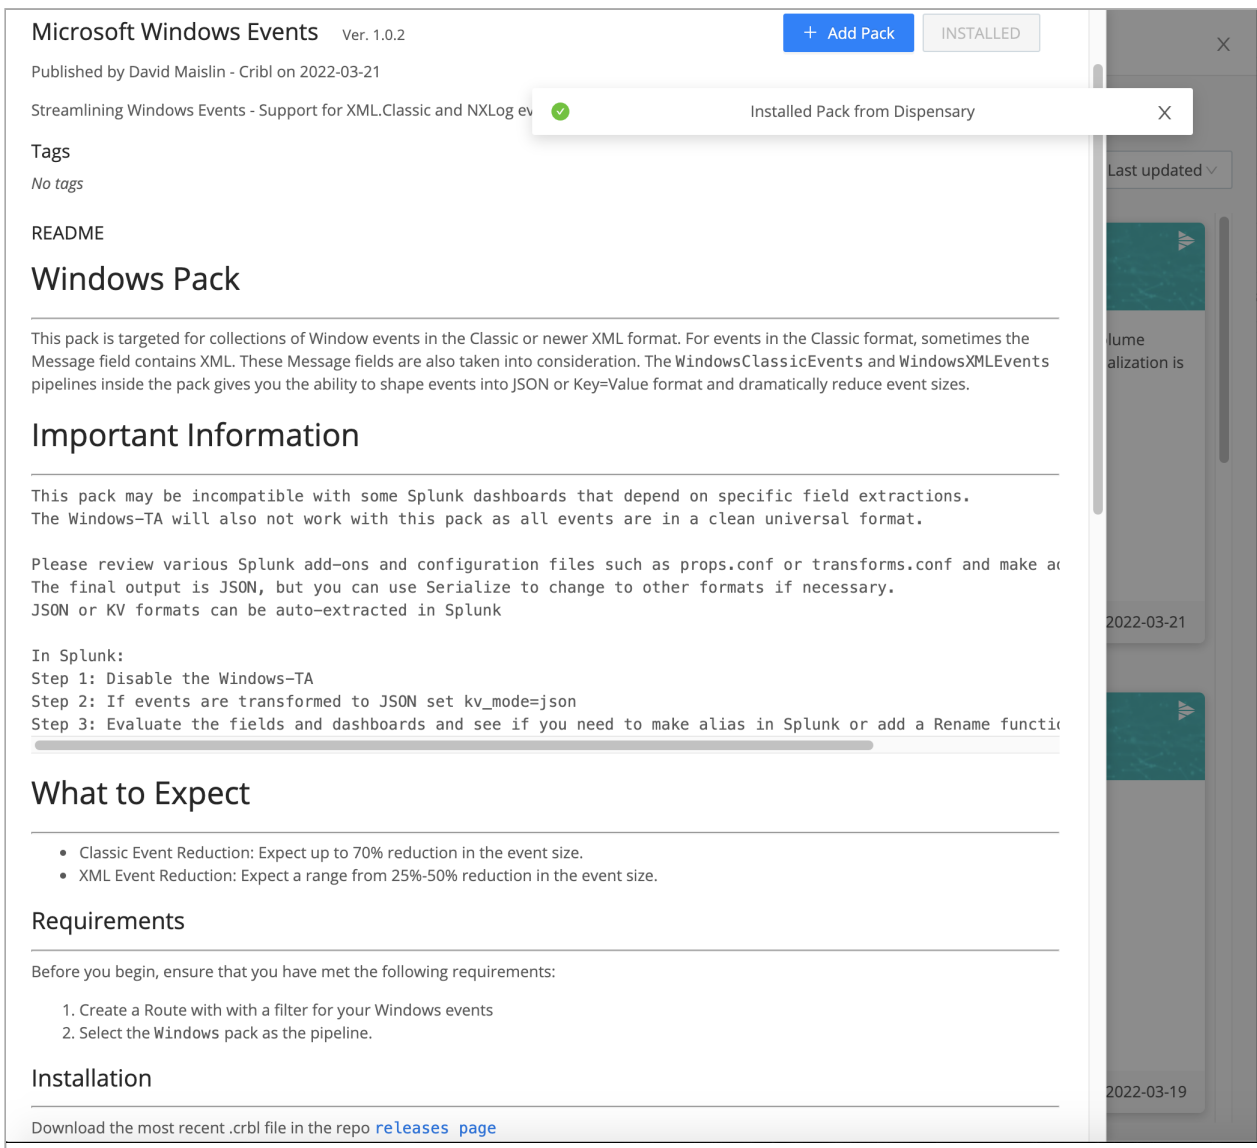 Microsoft Windows Events Ver. 1.0.2
+ Add Pack
INSTALLED
Published by David Maislin - Cribl on 2022-03-21
Streamlining Windows Events - Support for XML.Classic and NXLog
Installed Pack from Dispensary
Tags
No tags
Last updated
README
Windows Pack
This pack is targeted for collections of Window events in the Classic or newer XML format. For events in the Classic format, sometimes the
Message field contains XML. These Message fields are also taken into consideration. The WindowsClassicEvents and WindowsXMLEvents
pipelines inside the pack gives you the ability to shape events into JSON or Key=Value format and dramatically reduce event sizes.
lume
alization is
Important Information
This pack may be incompatible with some Splunk dashboards that depend on specific field extractions.
The Windows-TA will also not work with this pack as all events are in a clean universal format.
Please review various Splunk add-ons and configuration files such as props.conf or transforms.conf and make
The final output is JSON, but you can use Serialize to change to other formats if necessary.
JSON or KV formats can be auto-extracted in Splunk
2022-03-21
In Splunk:
Step 1: Disable the Windows-TA
Step 2: If events are transformed to JSON set kv_mode=json
Step 3: Evaluate the fields and dashboards and see if you need to make alias in Splunk or add a Rename
What to Expect
• Classic Event Reduction: Expect up to 70% reduction in the event size.
• XML Event Reduction: Expect a range from 25%-50% reduction in the event size.
Requirements
Before you begin, ensure that you have met the following requirements:
1. Create a Route with with a filter for your Windows events
2. Select the Windows pack as the pipeline.
Installation
2022-03-19
Download the most recent .crbl file in the repo releases page